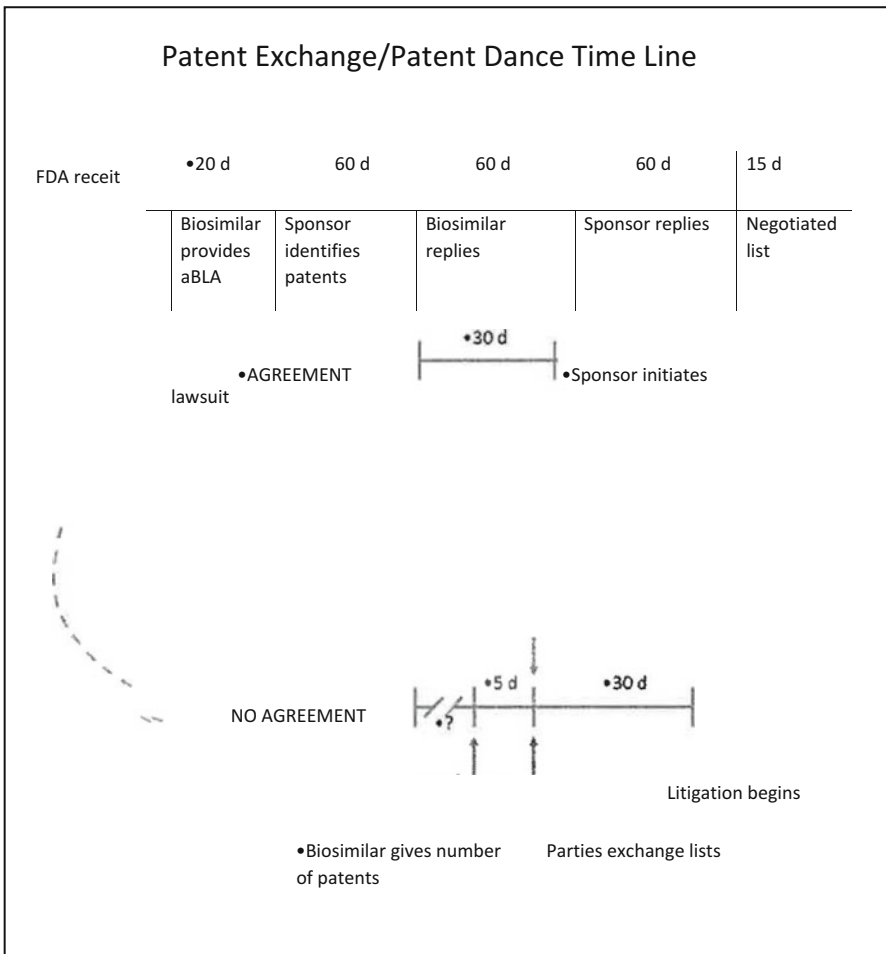 Patent Exchange/Patent Dance Time Line
FDA receit
•20 d
60 d
60 d
60 d
15 d
Biosimilar
provides
aBLA
Sponsor
identifies
patents
Biosimilar
replies
Sponsor replies
Negotiated
list
•30 d
•AGREEMENT
•Sponsor initiates
lawsuit
•5 d
•30 d
NO AGREEMENT
•?
Litigation begins
•Biosimilar gives number
of patents
Parties exchange lists